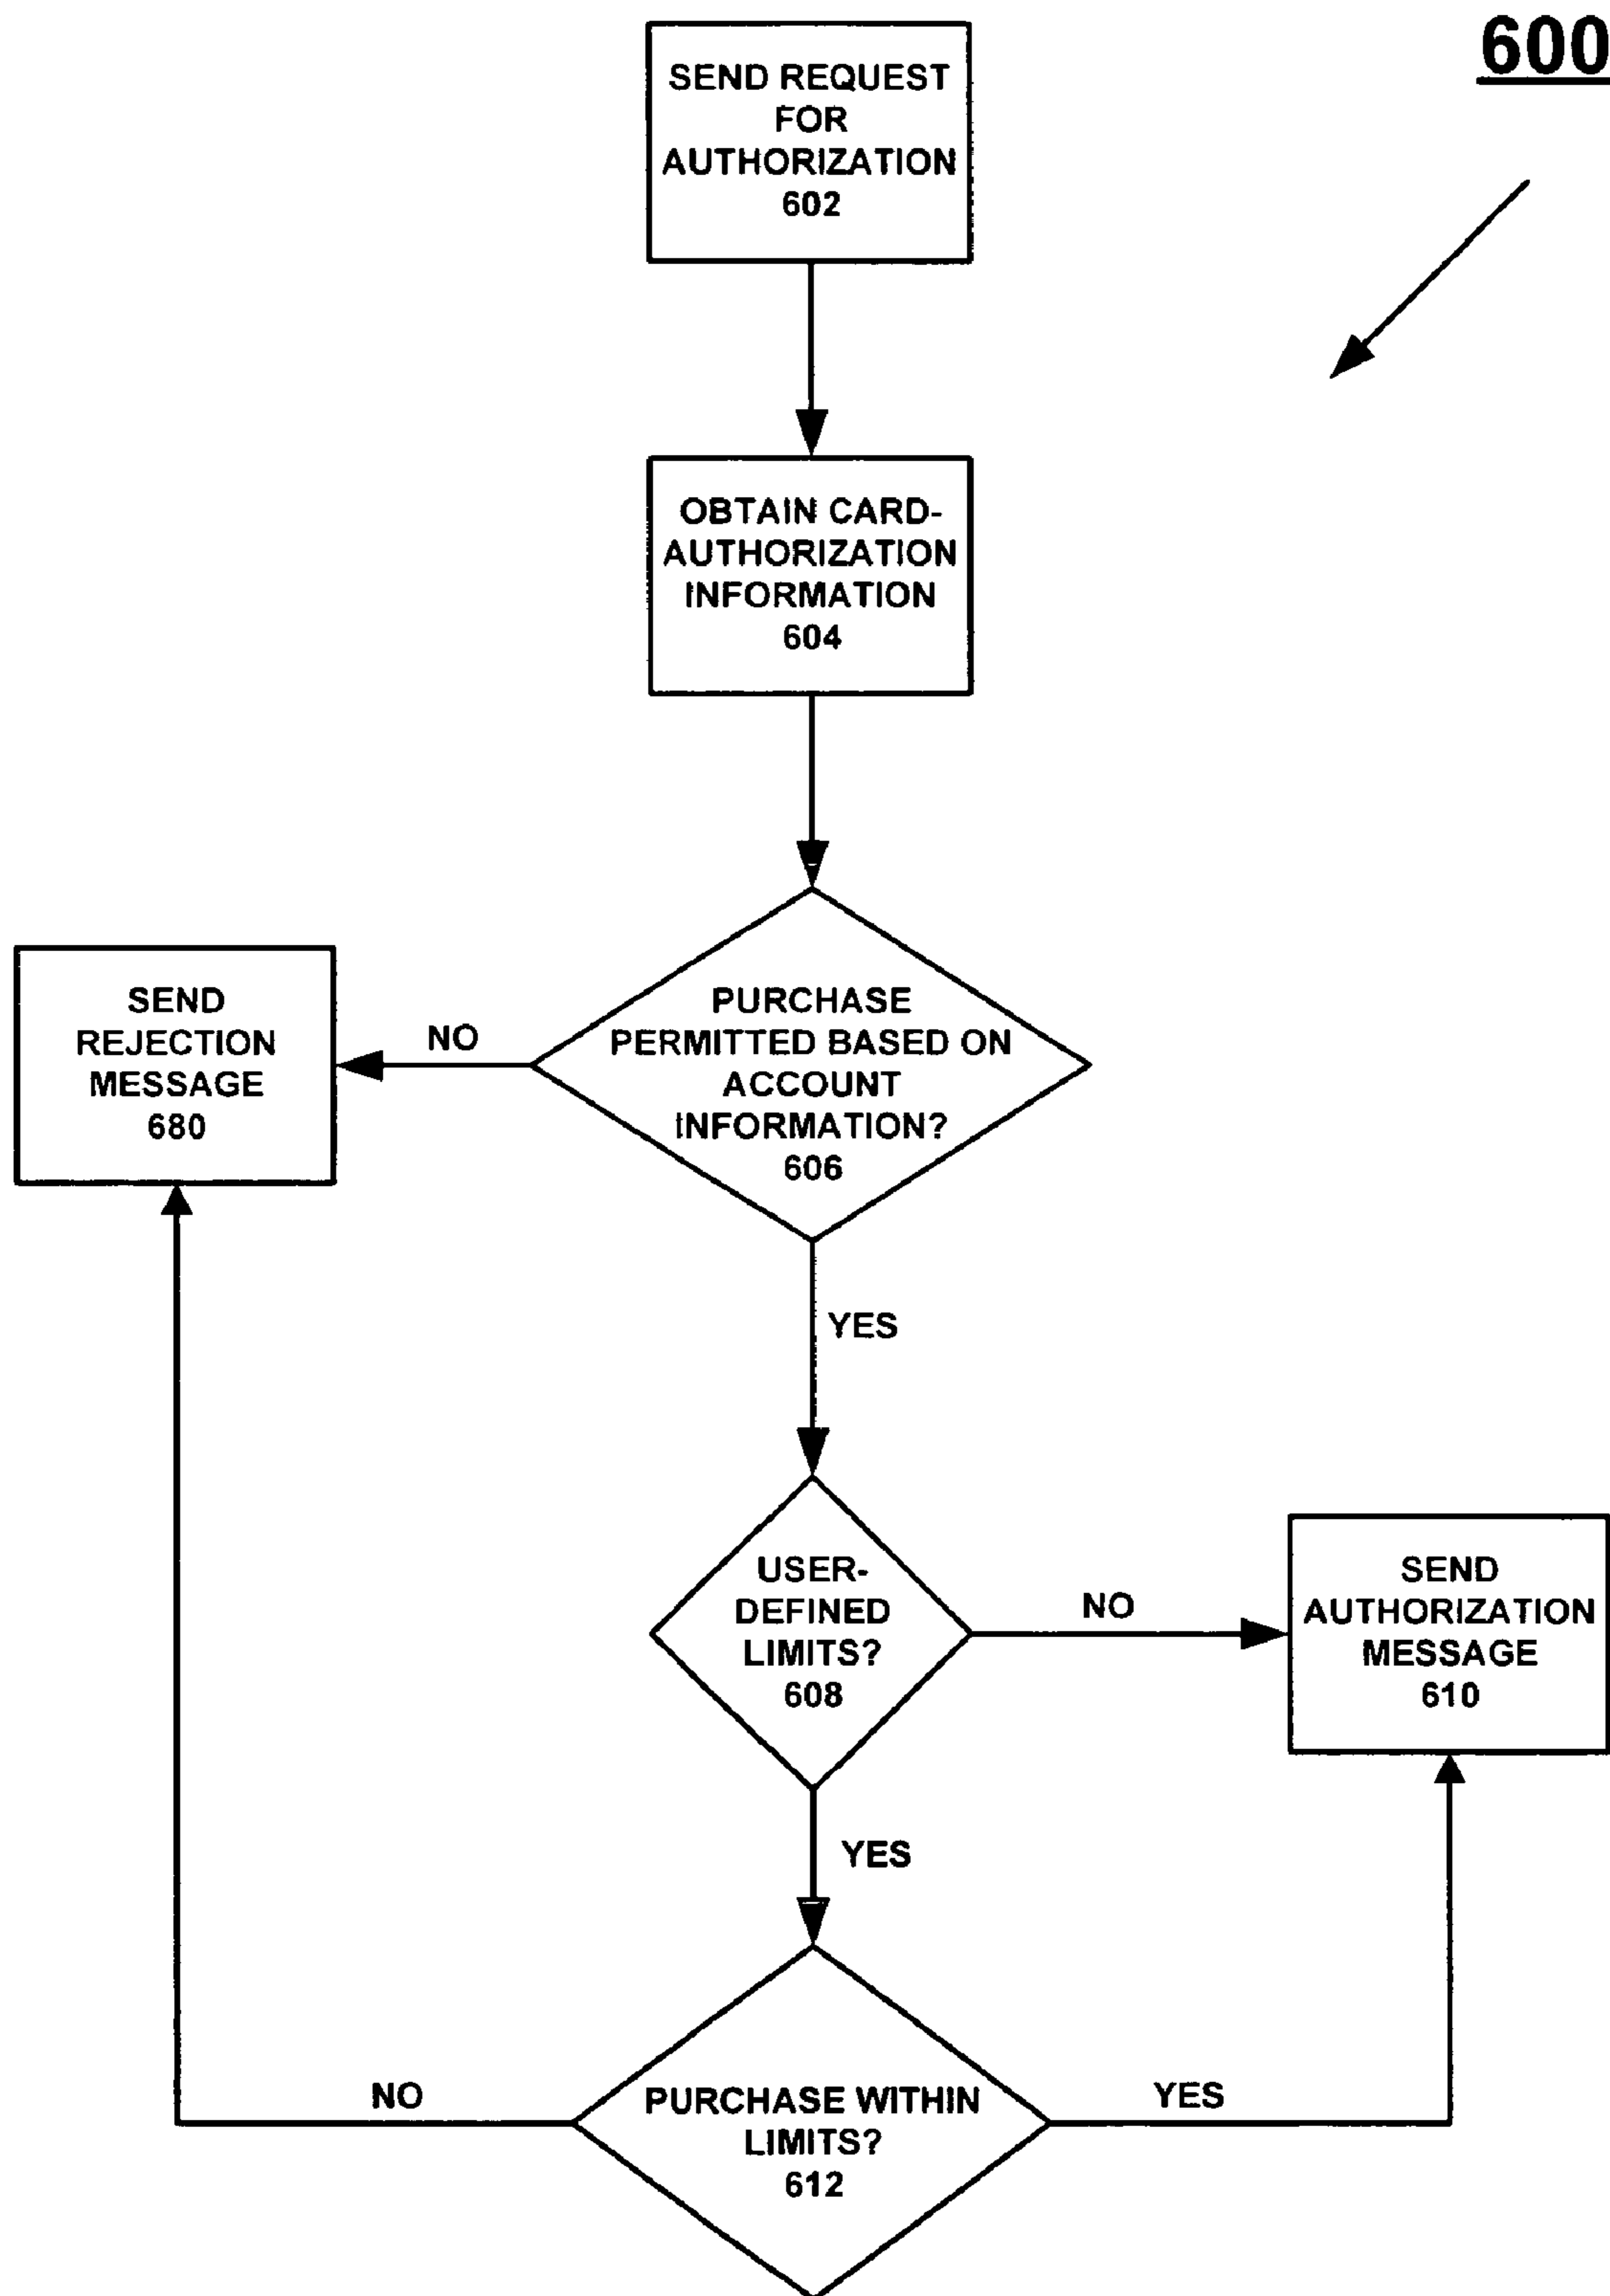 600
SEND REQUEST
FOR
AUTHORIZATION
602
OBTAIN CARD-
AUTHORIZATION
INFORMATION
604
SEND
REJECTION
MESSAGE
680
NO
PURCHASE
PERMITTED BASED ON
ACCOUNT
INFORMATION?
606
YES
USER-
DEFINED
LIMITS?
608
NO
SEND
AUTHORIZATION
MESSAGE
610
YES
NO
PURCHASE WITHIN
LIMITS?
612
YES